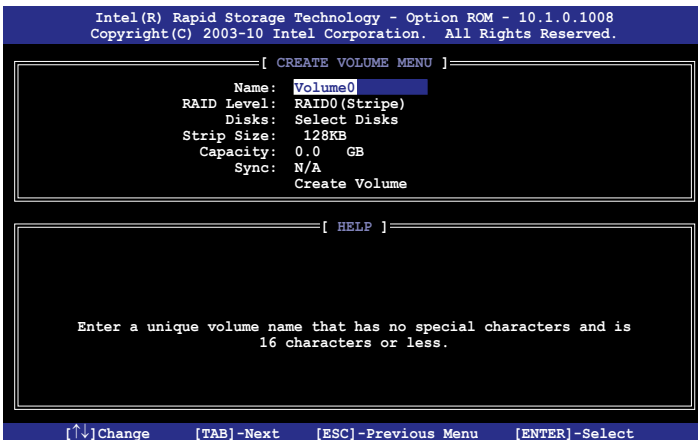 Intel(R) Rapid Storage Technology - Option ROM - 10.1.0.1008
Copyright(C) 2003-10 Intel Corporation. All Rights Reserved.
[ CREATE VOLUME MENU ]
Name: Volume0
RAID Level: RAID0(Stripe)
Disks: Select Disks
Strip Size: 128KB
Capacity: 0.0 GB
Sync: N/A
Create Volume
[ HELP ]
Enter a unique volume name that has no special characters and is
16 characters or less.
[↑↓]Change [TAB]-Next [ESC]-Previous Menu [ENTER]-Select